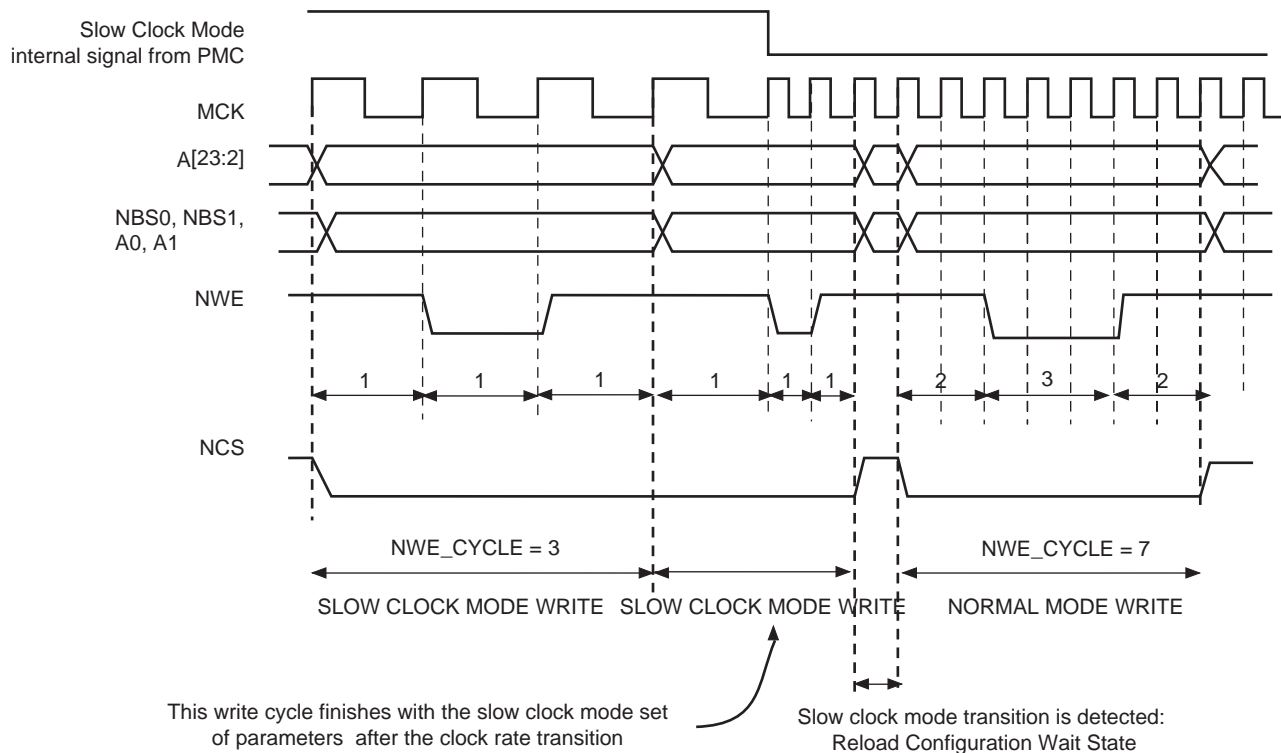 Slow Clock Mode
internal signal from PMC
MCK
A[23:2]
NBS0, NBS1,
A0, A1
NWE
1 1 1 1 1 1 2 3 2
NCS
NWE_CYCLE = 3 NWE_CYCLE = 7
SLOW CLOCK MODE WRITE SLOW CLOCK MODE WRITE NORMAL MODE WRITE
This write cycle finishes with the slow clock mode set
of parameters after the clock rate transition
Slow clock mode transition is detected:
Reload Configuration Wait State